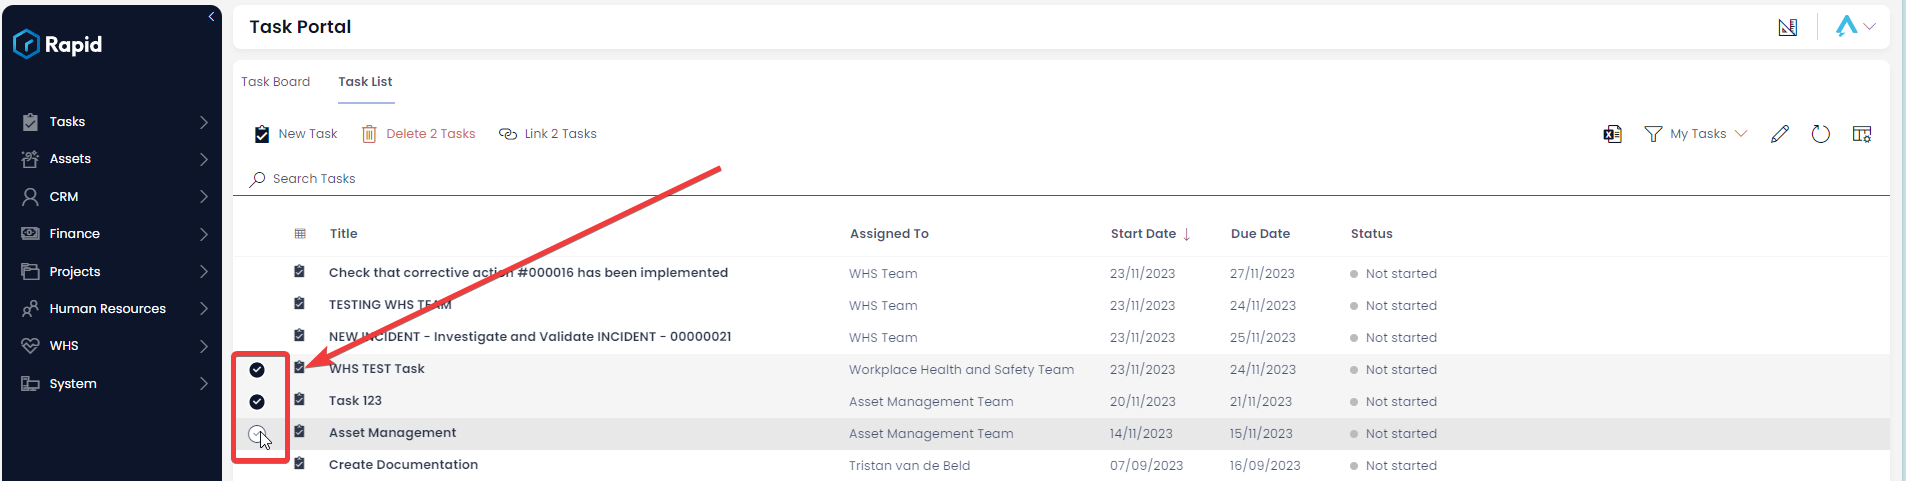 Rapid
Tasks
Assets
CRM
Finance
Projects
Human Resources
WHS
System
Task Portal
Task Board Task List
New Task Delete 2 Tasks Link 2 Tasks My Tasks
Search Tasks
Title Assigned To Start Date Due Date Status
Check that corrective action #000016 has been implemented WHS Team 23/11/2023 27/11/2023 Not started
TESTING WHS TEAM WHS Team 23/11/2023 24/11/2023 Not started
NEW INCIDENT - Investigate and Validate INCIDENT - 00000021 WHS Team 23/11/2023 25/11/2023 Not started
WHS TEST Task Workplace Health and Safety Team 23/11/2023 24/11/2023 Not started
Task 123 Asset Management Team 20/11/2023 21/11/2023 Not started
Asset Management Asset Management Team 14/11/2023 15/11/2023 Not started
Create Documentation Tristan van de Beld 07/09/2023 16/09/2023 Not started